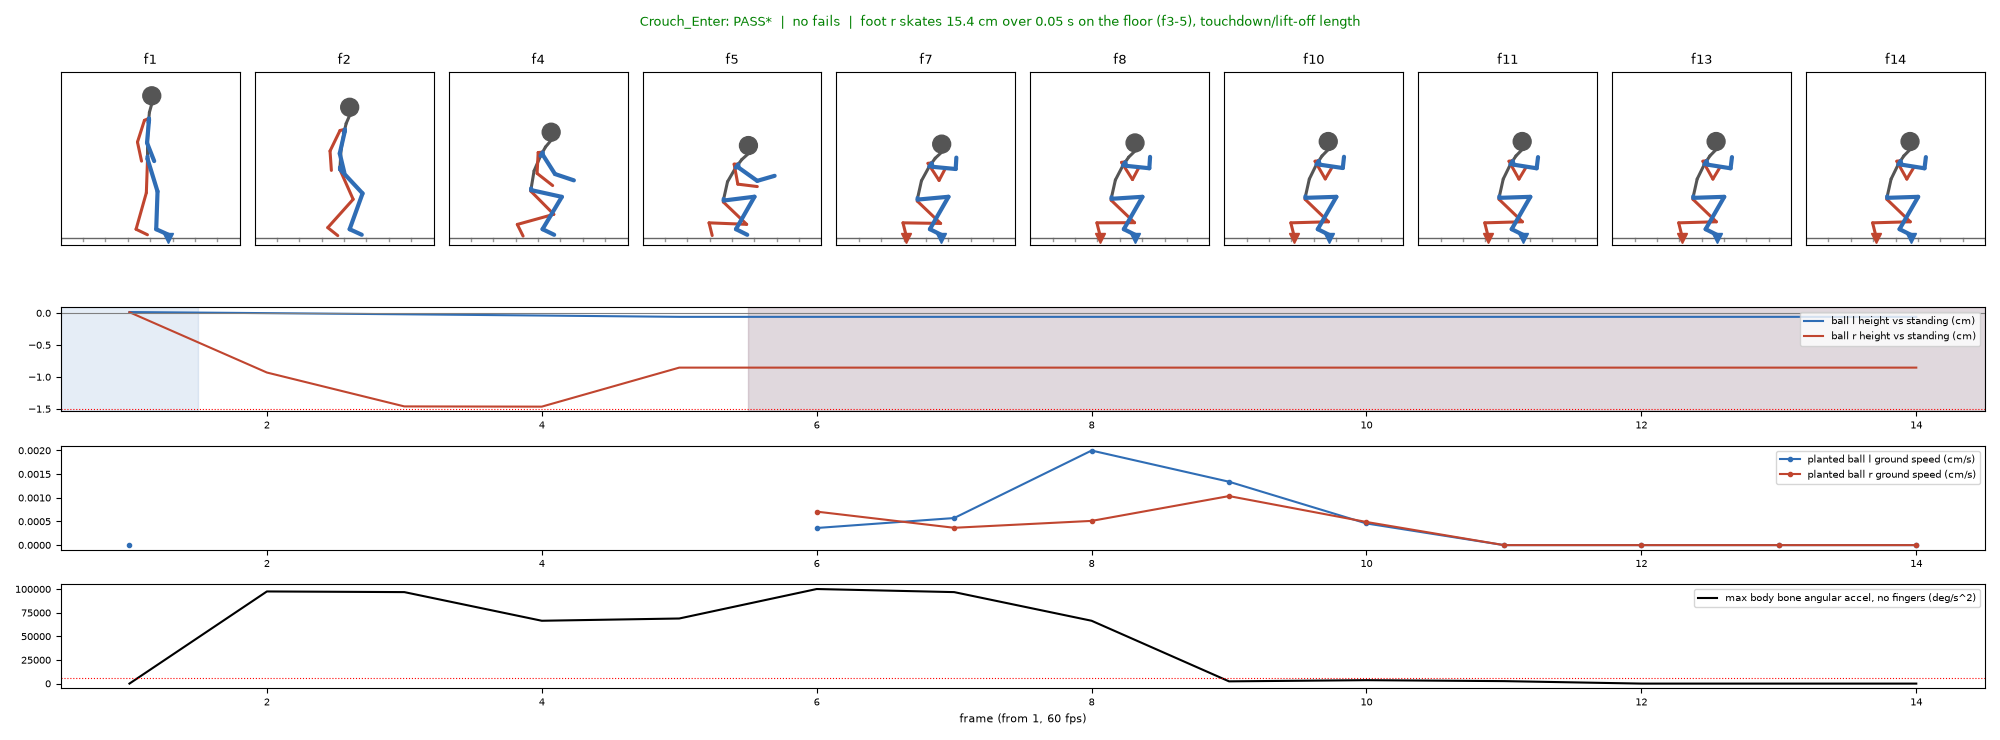 Crouch_Enter: PASS* | no fails | foot r skates 15.4 cm over 0.05 s on the floor (f3-5), touchdown/lift-off length
f1 f2 f4 f5 f7 f8 f10 f11 f13 f14
0.0
−0.5
−1.0
−1.5
ball l height vs standing (cm)
ball r height vs standing (cm)
2 4 6 8 10 12 14
0.0020
0.0015
0.0010
0.0005
0.0000
planted ball l ground speed (cm/s)
planted ball r ground speed (cm/s)
2 4 6 8 10 12 14
100000
75000
50000
25000
0
max body bone angular accel, no fingers (deg/s^2)
2 4 6 8 10 12 14
frame (from 1, 60 fps)